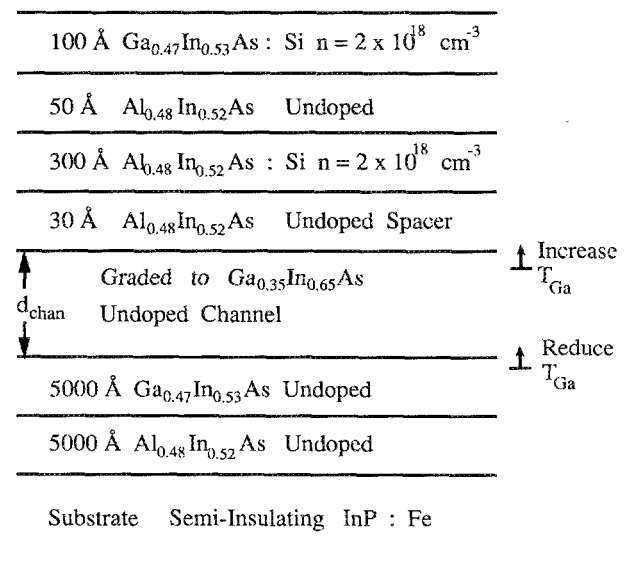 100 Å Ga0.47In0.53As : Si n = 2 x 10^18 cm^-3
50 Å Al0.48In0.52As Undoped
300 Å Al0.48In0.52As : Si n = 2 x 10^18 cm^-3
30 Å Al0.48In0.52As Undoped Spacer
Increase
TGa
Graded to Ga0.35In0.65As
dchan
Undoped Channel
Reduce
TGa
5000 Å Ga0.47In0.53As Undoped
5000 Å Al0.48In0.52As Undoped
Substrate Semi-Insulating InP : Fe